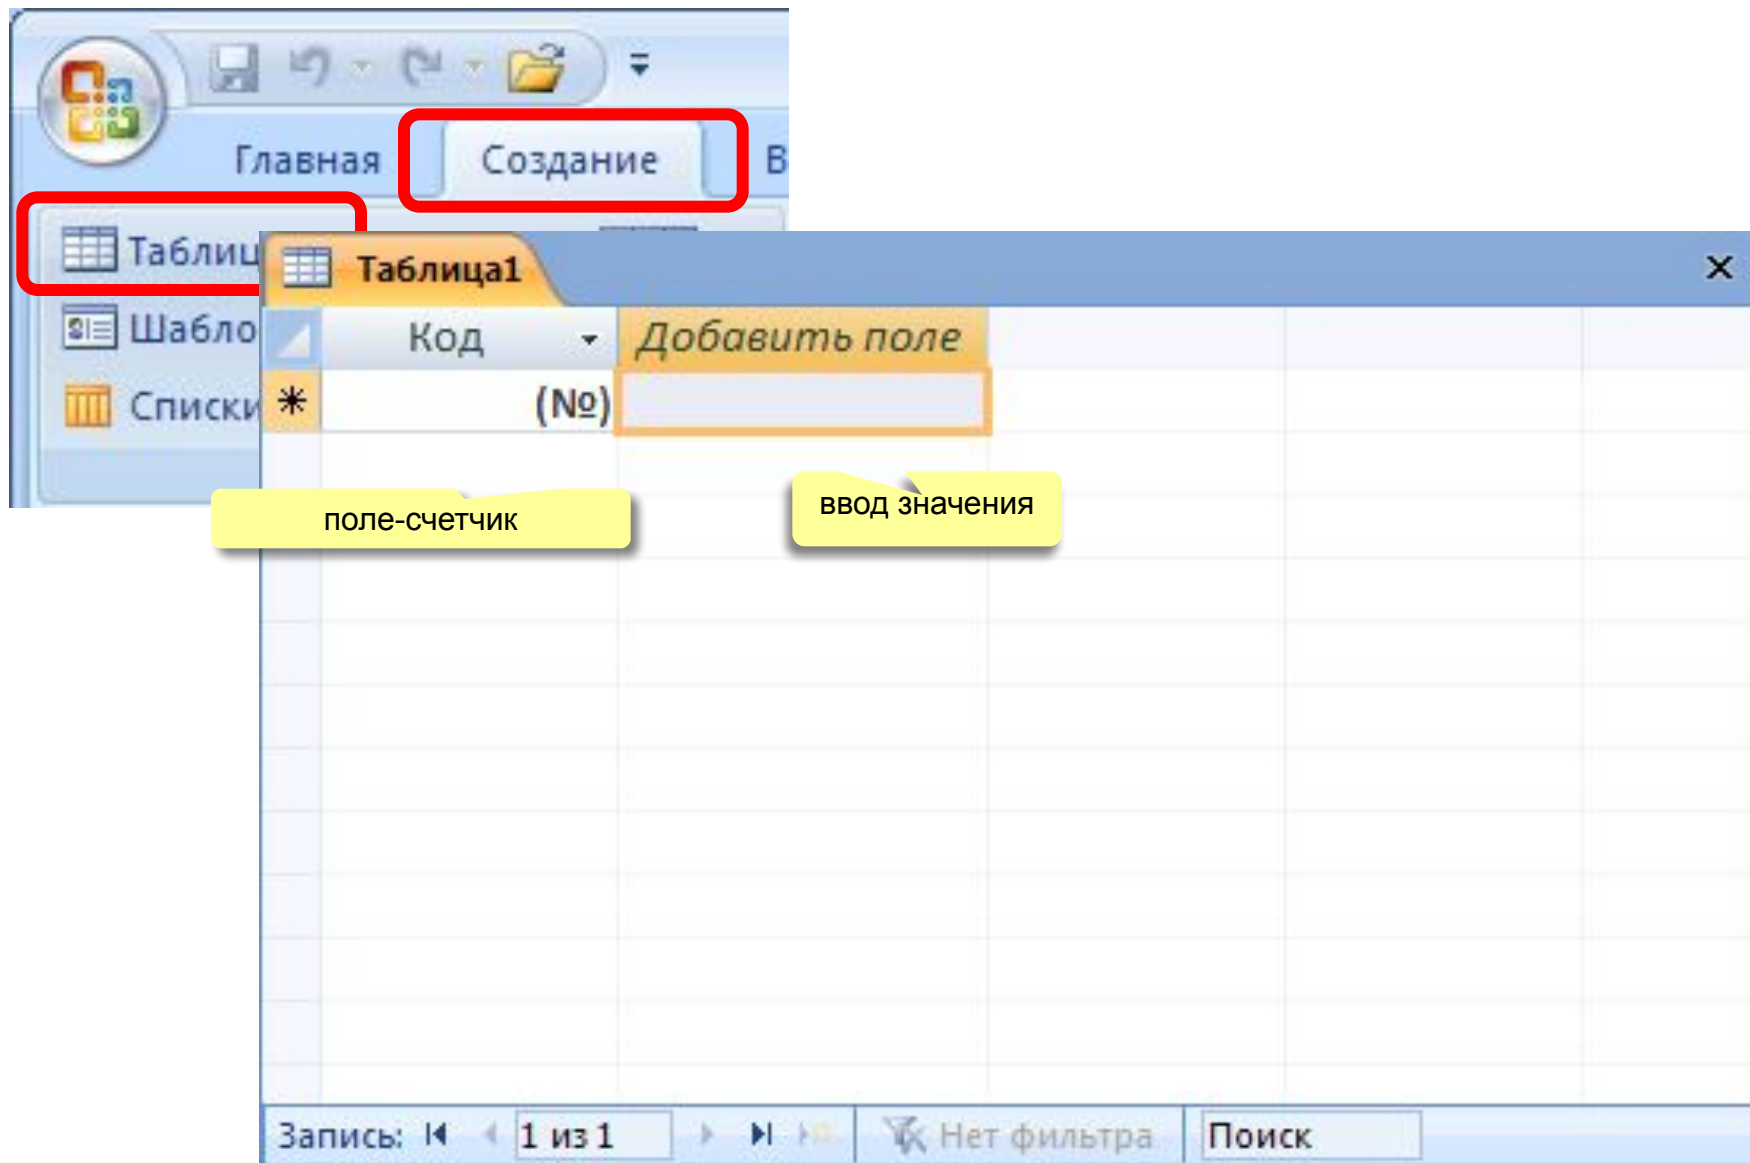 Главная Создание В
Таблиц
Шабло
Списки
Таблица1
Код Добавить поле
(№)
поле-счетчик
ввод значения
Запись: 1 из 1 Нет фильтра Поиск